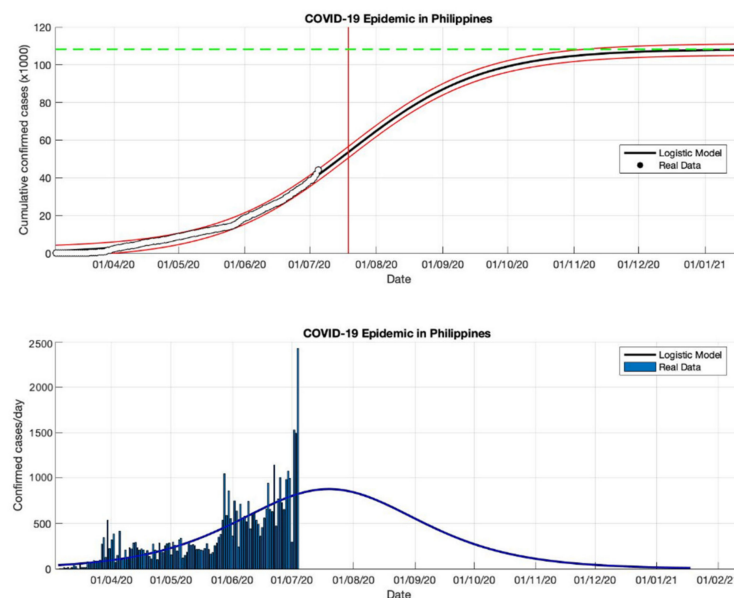 COVID-19 Epidemic in Philippines
120
100
80
60
40
20
0
Cumulative confirmed cases (x1000)
Logistic Model
Real Data
01/04/20 01/05/20 01/06/20 01/07/20 01/08/20 01/09/20 01/10/20 01/11/20 01/12/20 01/01/21
Date
COVID-19 Epidemic in Philippines
2500
2000
1500
1000
500
0
Confirmed cases/day
Logistic Model
Real Data
01/04/20 01/05/20 01/06/20 01/07/20 01/08/20 01/09/20 01/10/20 01/11/20 01/12/20 01/01/21 01/02/2
Date